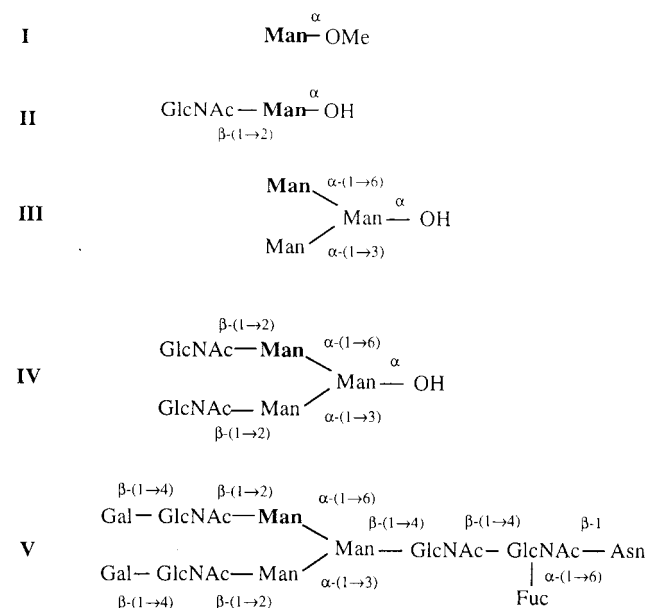 I
α
Man — OMe
II
α
GlcNAc — Man — OH
β-(1→2)
III
Man α-(1→6)
α
Man — OH
Man α-(1→3)
IV
β-(1→2)
GlcNAc — Man α-(1→6)
α
Man — OH
GlcNAc — Man α-(1→3)
β-(1→2)
V
β-(1→4) β-(1→2) α-(1→6)
Gal — GlcNAc — Man
β-(1→4) β-(1→4) β-1
Man — GlcNAc — GlcNAc — Asn
Gal — GlcNAc — Man α-(1→3) α-(1→6)
β-(1→4) β-(1→2) Fuc